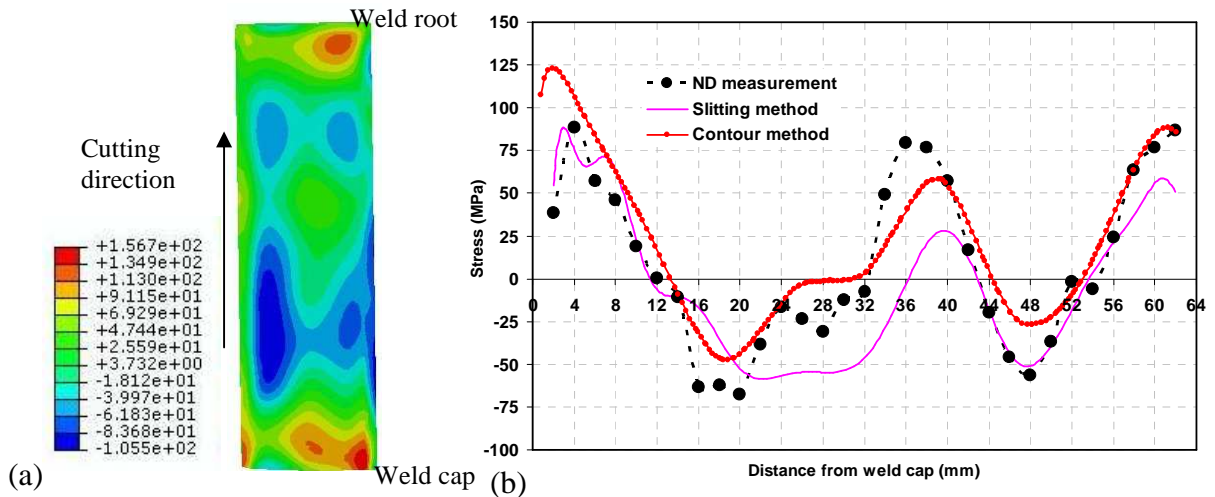 Weld root
Cutting
direction
+1.567e+02
+1.349e+02
+1.130e+02
+9.115e+01
+6.929e+01
+4.744e+01
+2.559e+01
+3.732e+00
-1.812e+01
-3.997e+01
-6.183e+01
-8.368e+01
-1.055e+02
(a)
Weld cap
150
125
100
75
50
25
0
-25
-50
-75
-100
Stress (MPa)
ND measurement
Slitting method
Contour method
0 4 8 12 16 20 24 28 32 36 40 44 48 52 56 60 64
Distance from weld cap (mm)
(b)